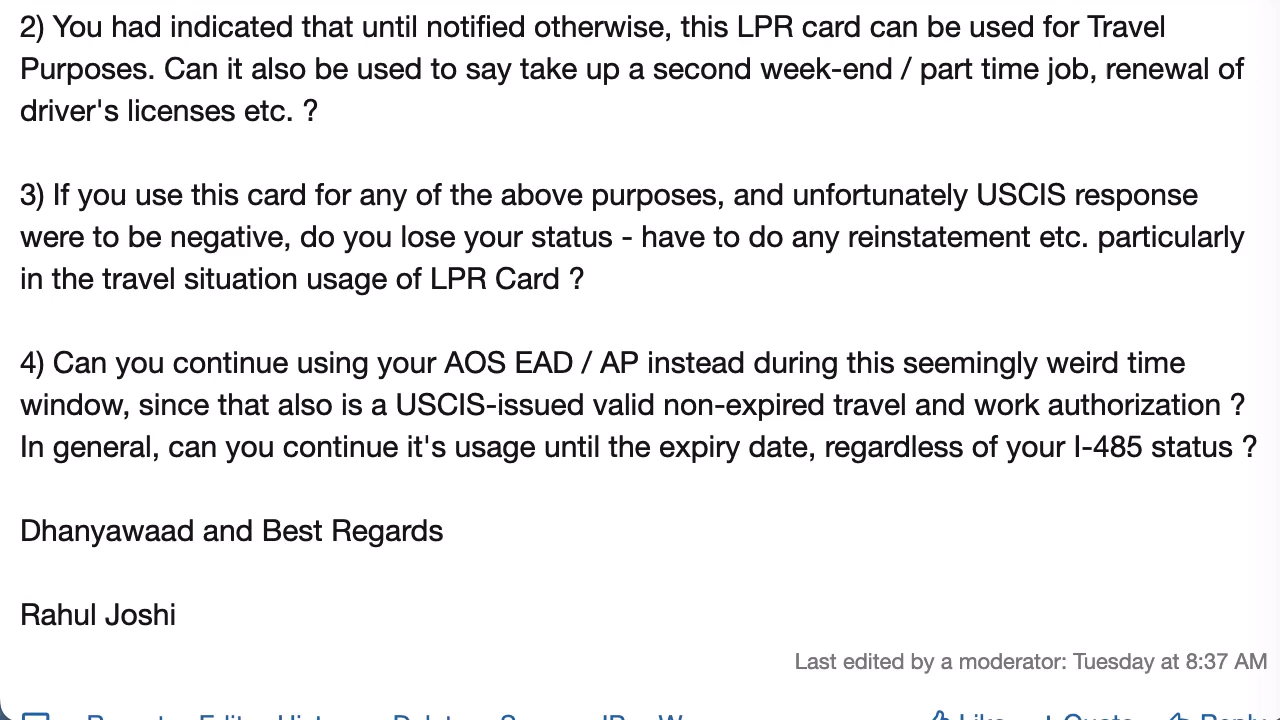 2) You had indicated that until notified otherwise, this LPR card can be used for Travel
Purposes. Can it also be used to say take up a second week-end / part time job, renewal of
driver's licenses etc. ?
3) If you use this card for any of the above purposes, and unfortunately USCIS response
were to be negative, do you lose your status - have to do any reinstatement etc. particularly
in the travel situation usage of LPR Card ?
4) Can you continue using your AOS EAD / AP instead during this seemingly weird time
window, since that also is a USCIS-issued valid non-expired travel and work authorization ?
In general, can you continue it's usage until the expiry date, regardless of your I-485 status ?
Dhanyawaad and Best Regards
Rahul Joshi
Last edited by a moderator: Tuesday at 8:37 AM
Like + Quote Reply